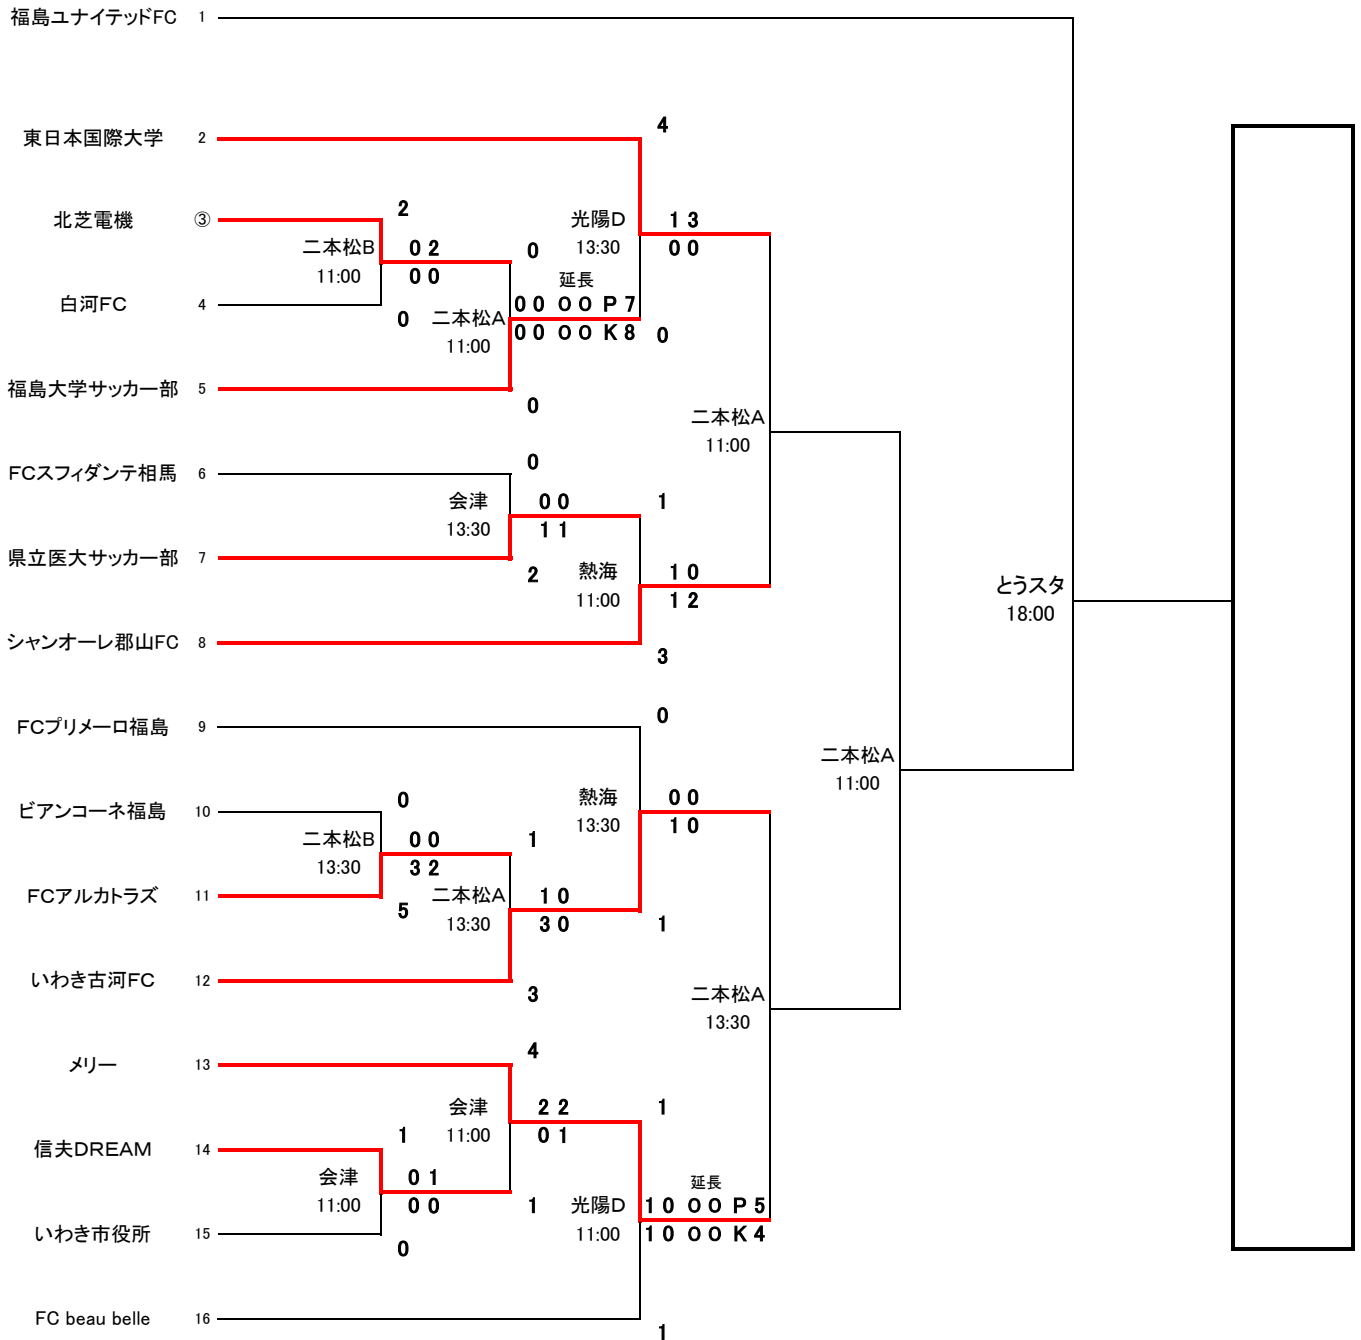 福島ユナイテッドFC 1
4
東日本国際大学 2
2
北芝電機 ③
光陽D 1 3
二本松B 0 2 0 13:30 0 0
11:00 0 0 延長
白河FC 4 0 二本松A 0 0 0 0 P 7
11:00 0 0 0 0 K 8 0
福島大学サッカー部 5
0
二本松A
11:00
0
FCスフィダンテ相馬 6
会津 0 0 1
13:30 1 1
県立医大サッカー部 7
2 熱海 1 0
11:00 1 2
とうスタ
18:00
シャンオーレ郡山FC 8
3
0
FCプリメーロ福島 9
二本松A
11:00
熱海 0 0
13:30 1 0
0
ビアンコーネ福島 10
二本松B 0 0 1
13:30 3 2
FCアルカトラズ 11
5 二本松A 1 0
13:30 3 0 1
いわき古河FC 12
3
二本松A
13:30
4
メリー 13
会津 2 2 1
11:00 0 1
1
信夫DREAM 14
会津 0 1
11:00 0 0 1
延長
光陽D 1 0 0 0 P 5
11:00 1 0 0 0 K 4
いわき市役所 15
0
FC beau belle 16
1